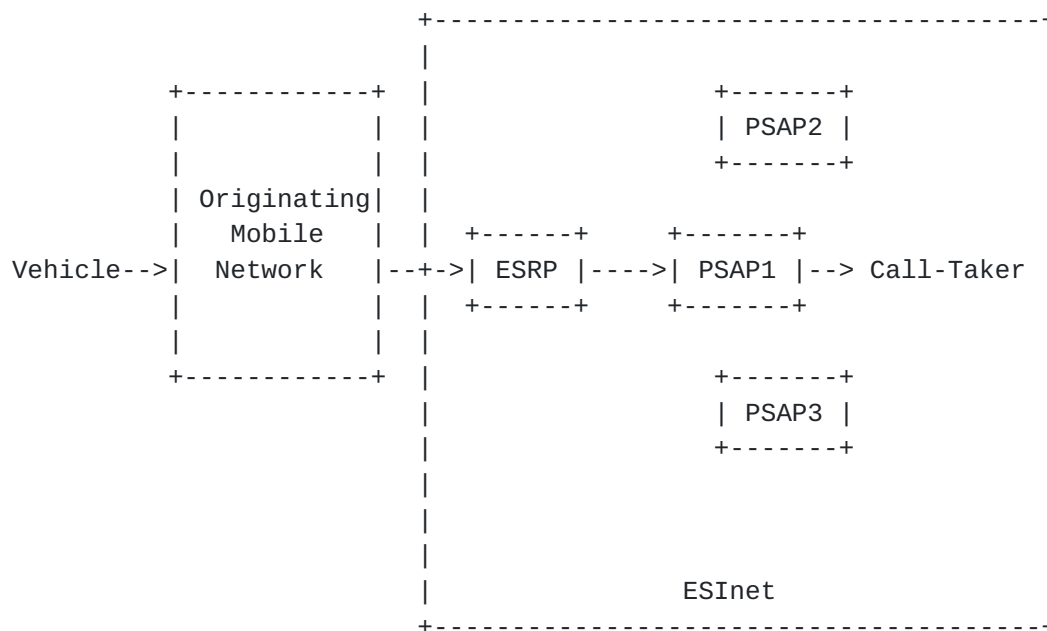 PSAP2
Originating
Mobile
Vehicle-->| Network |--+->| ESRP |---->| PSAP1 |--> Call-Taker
PSAP3
ESInet